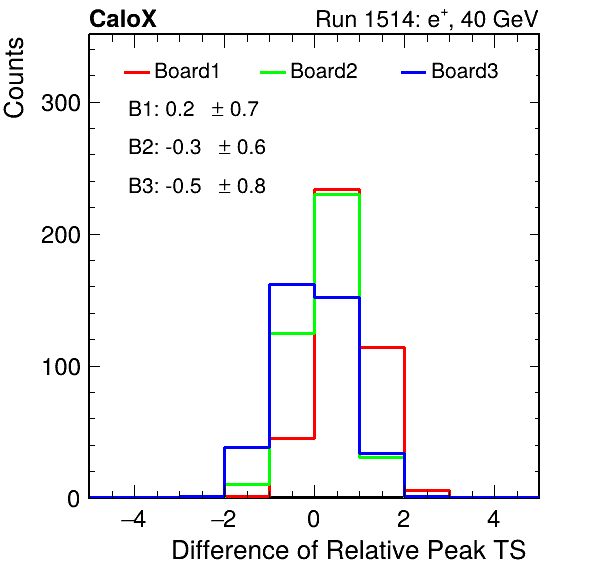 CaloX Run 1514: e⁺, 40 GeV
Counts
Board1 Board2 Board3
B1: 0.2 ± 0.7
B2: -0.3 ± 0.6
B3: -0.5 ± 0.8
300
200
100
0
−4 −2 0 2 4
Difference of Relative Peak TS